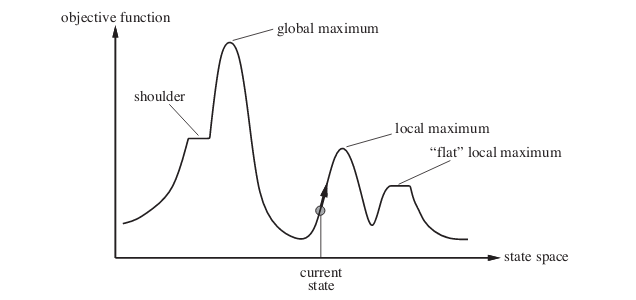 objective function
global maximum
shoulder
local maximum
“flat” local maximum
state space
current
state